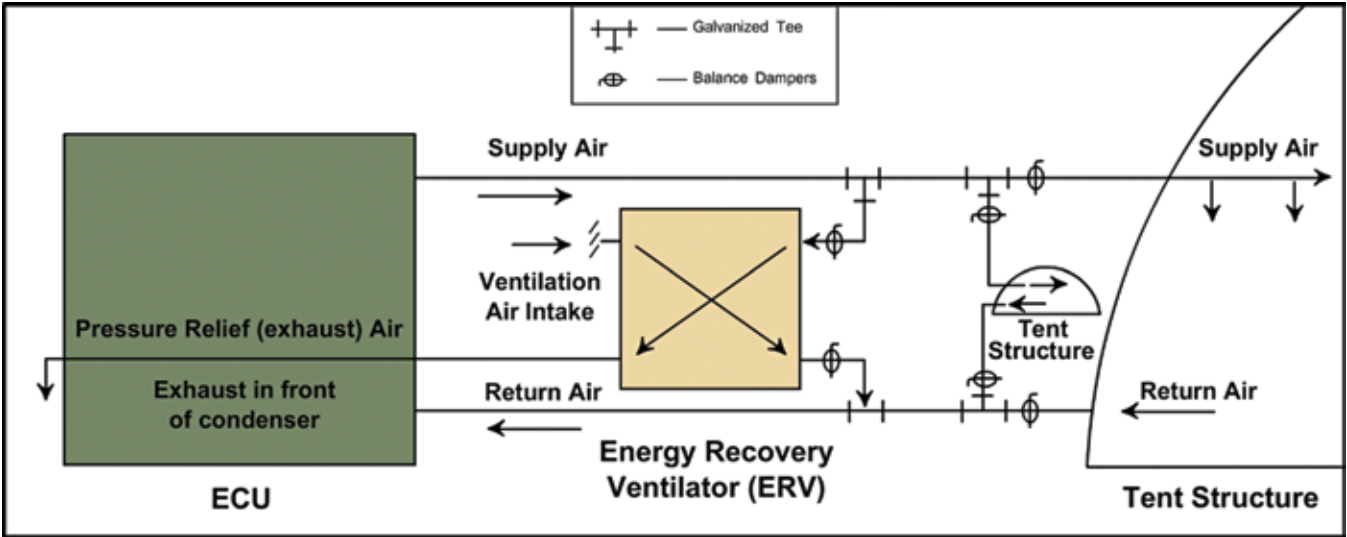 Galvanized Tee
Balance Dampers
Supply Air
Supply Air
Ventilation
Air Intake
Pressure Relief (exhaust) Air
Tent
Structure
Exhaust in front
of condenser
Return Air
Return Air
Energy Recovery
Ventilator (ERV)
ECU
Tent Structure